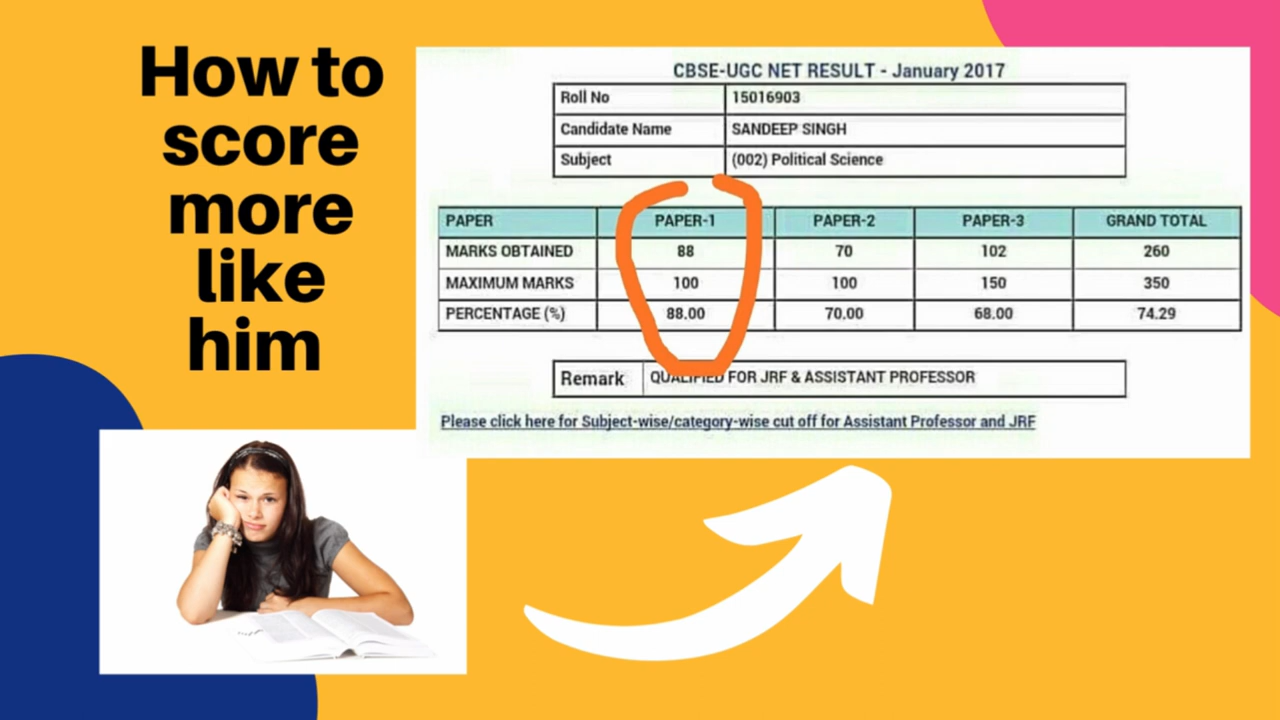 How to
score
more
like
him
CBSE-UGC NET RESULT - January 2017
Roll No 15016903
Candidate Name SANDEEP SINGH
Subject (002) Political Science
PAPER PAPER-1 PAPER-2 PAPER-3 GRAND TOTAL
MARKS OBTAINED 88 70 102 260
MAXIMUM MARKS 100 100 150 350
PERCENTAGE (%) 88.00 70.00 68.00 74.29
Remark QUALIFIED FOR JRF & ASSISTANT PROFESSOR
Please click here for Subject-wise/category-wise cut off for Assistant Professor and JRF